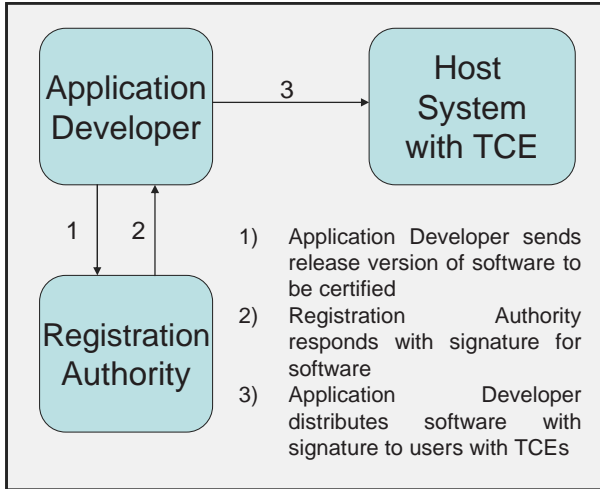 Application
Developer
3
Host
System
with TCE
1
2
Registration
Authority
1) Application Developer sends
release version of software to
be certified
2) Registration Authority
responds with signature for
software
3) Application Developer
distributes software with
signature to users with TCEs